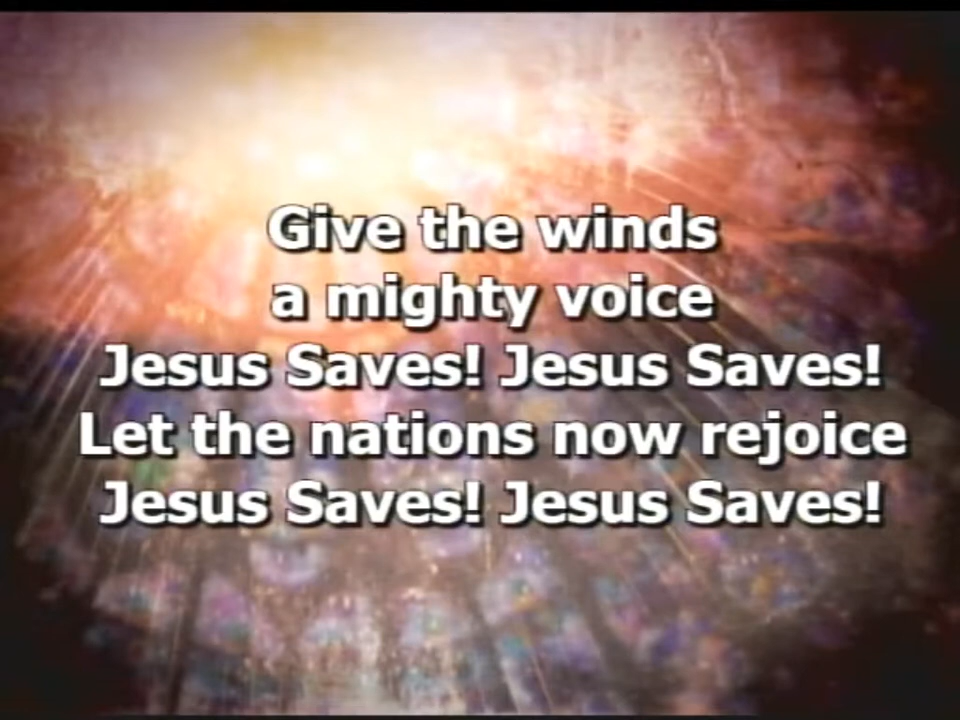 Give the winds
a mighty voice
Jesus Saves! Jesus Saves!
Let the nations now rejoice
Jesus Saves! Jesus Saves!